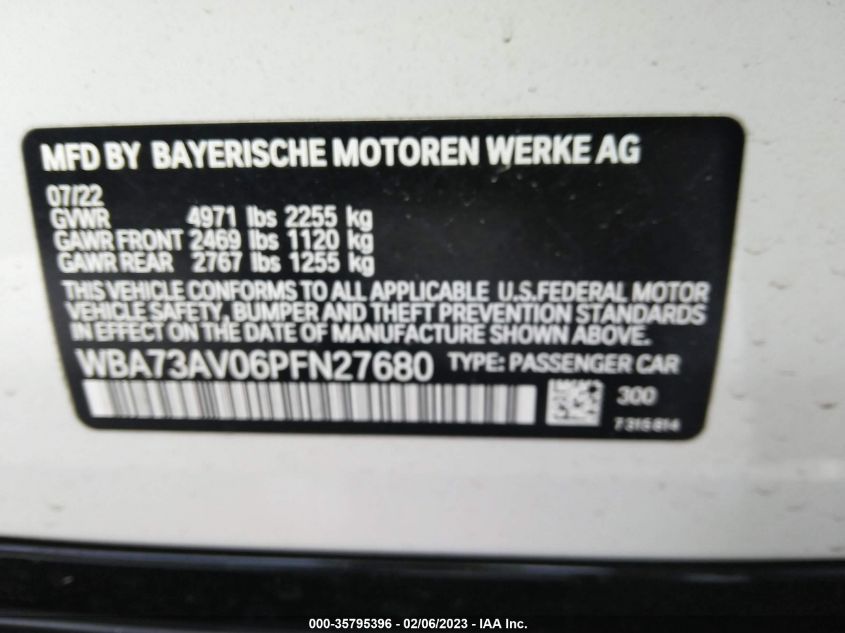 MFD BY BAYERISCHE MOTOREN WERKE AG
07/22
GVWR 4971 lbs 2255 kg
GAWR FRONT 2469 lbs 1120 kg
GAWR REAR 2767 lbs 1255 kg
THIS VEHICLE CONFORMS TO ALL APPLICABLE U.S.FEDERAL MOTOR
VEHICLE SAFETY, BUMPER AND THEFT PREVENTION STANDARDS
IN EFFECT ON THE DATE OF MANUFACTURE SHOWN ABOVE.
WBA73AV06PFN27680 TYPE: PASSENGER CAR
300
7315814
000-35795396 - 02/06/2023 - IAA Inc.